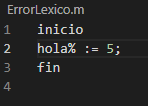 ErrorLexico.m
1 inicio
2 hola% := 5;
3 fin
4